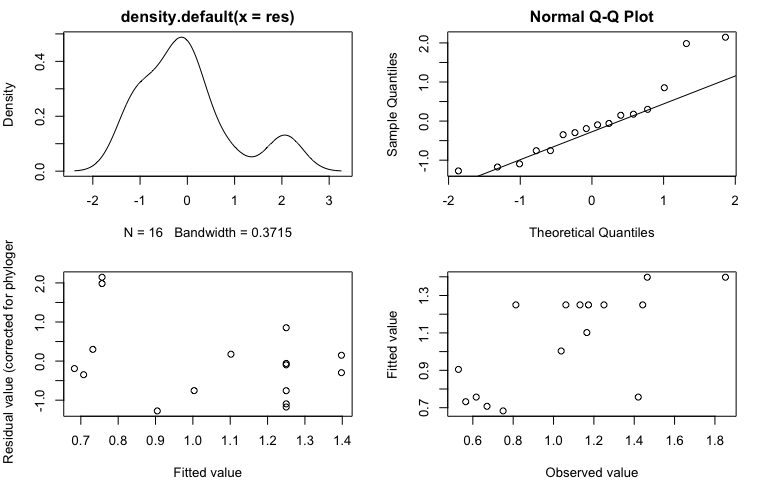 density.default(x = res)
Density
0.0 0.2 0.4
-2 -1 0 1 2 3
N = 16 Bandwidth = 0.3715
Normal Q-Q Plot
Sample Quantiles
-1.0 0.0 1.0 2.0
-2 -1 0 1 2
Theoretical Quantiles
Residual value (corrected for phyloger
-1.0 0.0 1.0 2.0
0.7 0.8 0.9 1.0 1.1 1.2 1.3 1.4
Fitted value
Fitted value
0.7 0.9 1.1 1.3
0.6 0.8 1.0 1.2 1.4 1.6 1.8
Observed value